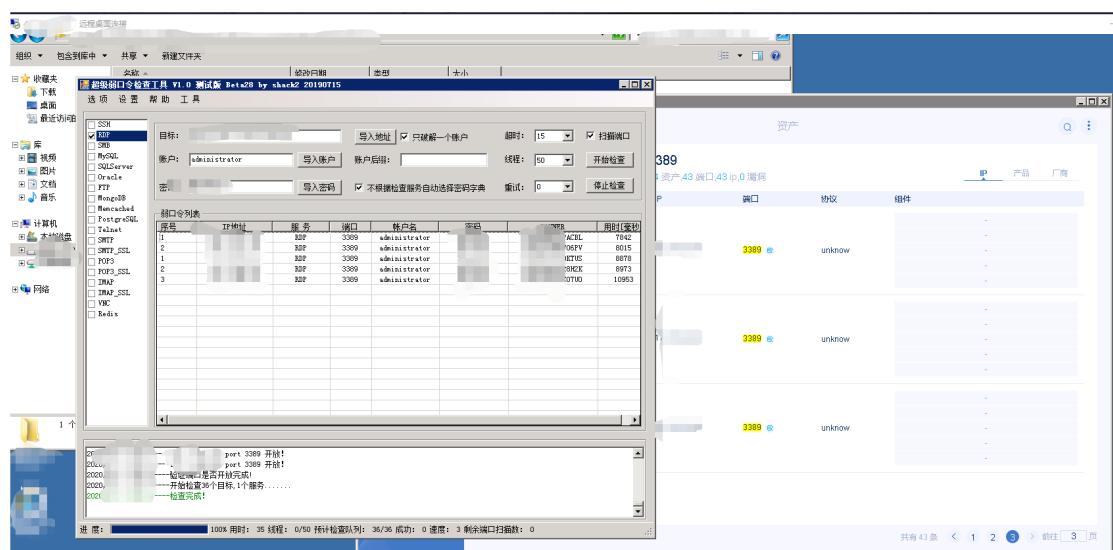 远程桌面连接
组织 包含到库中 共享 新建文件夹
名称 修改日期 类型 大小
收藏夹
下载
桌面
最近访问的
库
视频
图片
文档
音乐
计算机
本地磁盘
网络
1 个
超级弱口令检查工具 V1.0 测试版 Beta28 by shack2 20190715
选项 设置 帮助 工具
SSH
RDP
SMB
MySQL
SQLServer
Oracle
FTP
MongoDB
Memcached
PostgreSQL
Telnet
SMTP
SMTP_SSL
POP3
POP3_SSL
IMAP
IMAP_SSL
VNC
Redis
目标: 导入地址 只破解一个账户 超时: 15 扫描端口
账户: administrator 导入账户 账户后缀: 线程: 50 开始检查
导入密码 不根据检查服务自动选择密码字典 重试: 0 停止检查
弱口令列表
序号 IP地址 服 务 端口 帐户名 密码 用时[毫秒
1 RDP 3389 administrator 7842
2 RDP 3389 administrator 8015
1 RDP 3389 administrator 8878
2 RDP 3389 administrator 8973
3 RDP 3389 administrator 10953
port 3389 开放!
port 3389 开放!
----验证端口是否开放完成!
----开始检查36个目标,1个服务.......
----检查完成!
进 度: 100% 用时: 35 线程: 0/50 预计检查队列: 36/36 成功: 0 速度: 3 剩余端口扫描数: 0
资产
389
资产,43 端口,43 ip,0 漏洞
IP 产品 厂商
P 端口 协议 组件
3389 unknow
3389 unknow
3389 unknow
共有 43 条 1 2 3 前往 3 页